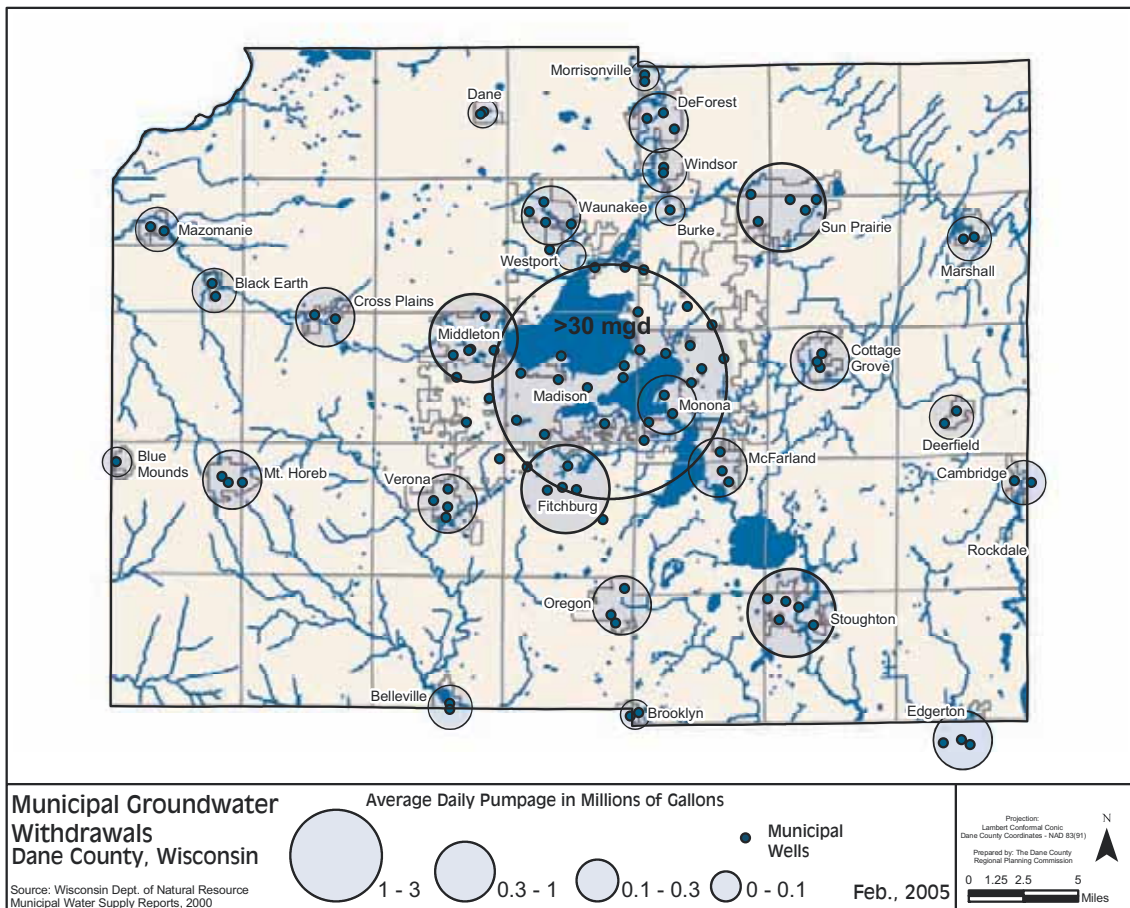 Morrisonville
Dane
DeForest
Windsor
Waunakee
Burke
Sun Prairie
Mazomanie
Westport
Marshall
Black Earth
Cross Plains
>30 mgd
Middleton
Cottage
Grove
Madison
Monona
Deerfield
Blue
Mounds
Mt. Horeb
Verona
McFarland
Cambridge
Fitchburg
Rockdale
Oregon
Stoughton
Belleville
Brooklyn
Edgerton
Municipal Groundwater
Withdrawals
Dane County, Wisconsin
Source: Wisconsin Dept. of Natural Resource
Municipal Water Supply Reports, 2000
Average Daily Pumpage in Millions of Gallons
1 - 3
0.3 - 1
0.1 - 0.3
0 - 0.1
Municipal
Wells
Feb., 2005
Projection:
Lambert Conformal Conic
Dane County Coordinates - NAD 83(91)
Prepared by: The Dane County
Regional Planning Commission
N
0 1.25 2.5 5
Miles